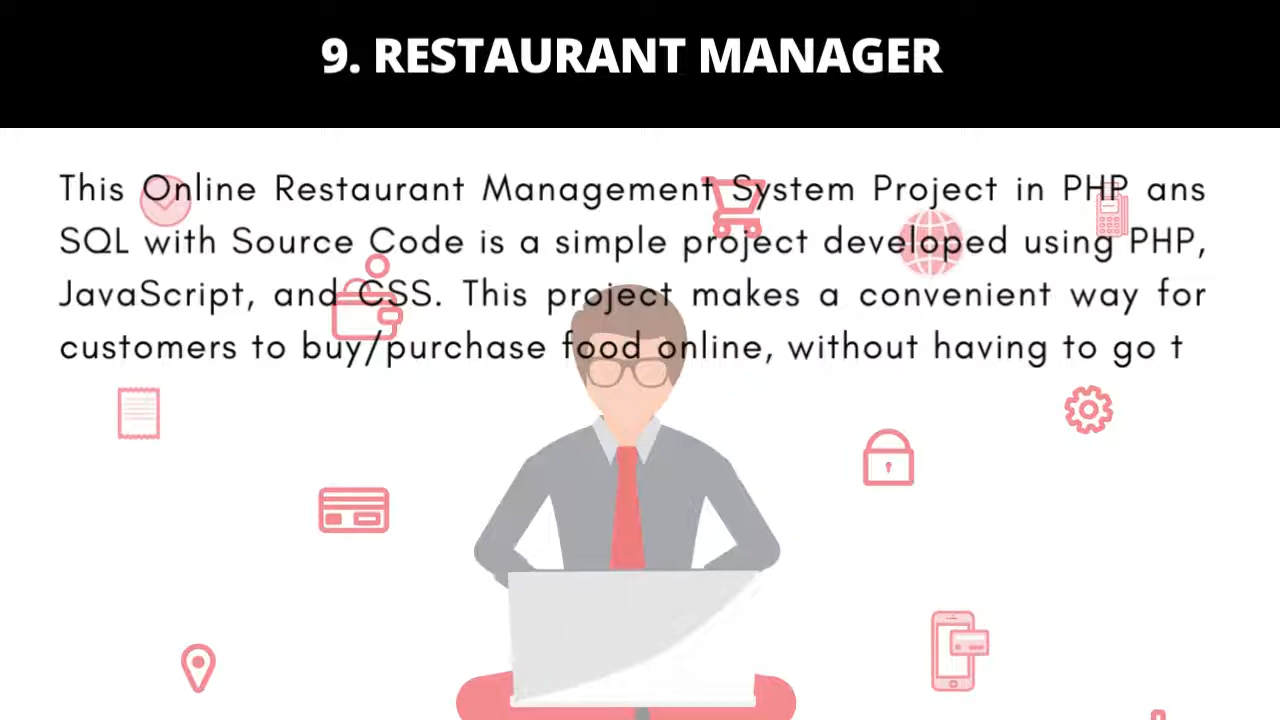 9. RESTAURANT MANAGER
This Online Restaurant Management System Project in PHP ans
SQL with Source Code is a simple project developed using PHP,
JavaScript, and CSS. This project makes a convenient way for
customers to buy/purchase food online, without having to go t